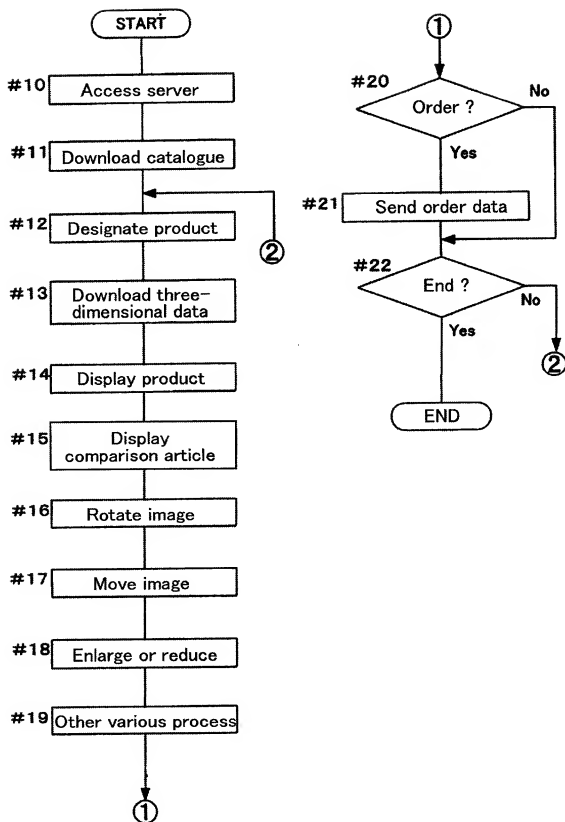 START
#10
Access server
#11
Download catalogue
#12
Designate product
②
#13
Download three-
dimensional data
#14
Display product
#15
Display
comparison article
#16
Rotate image
#17
Move image
#18
Enlarge or reduce
#19
Other various process
①
①
#20
Order ?
No
Yes
#21
Send order data
#22
End ?
No
Yes
②
END